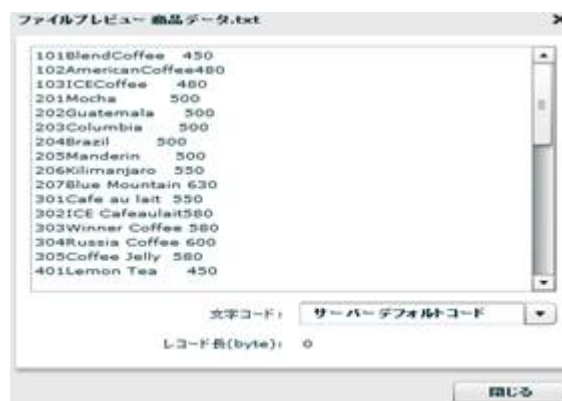 ファイルプレビュー 商品データ.txt
101BlendCoffee   450
102AmericanCoffee480
103ICECoffee     480
201Mocha         500
202Guatemala     500
203Columbia      500
204Brazil        500
205Manderin      500
206Kilimanjaro   550
207Blue Mountain 630
301Cafe au lait  550
302ICE Cafeaulait580
303Winner Coffee 580
304Russia Coffee 600
305Coffee Jelly  580
401Lemon Tea     450
文字コード: サーバーデフォルトコード
レコード長(byte): 0
閉じる